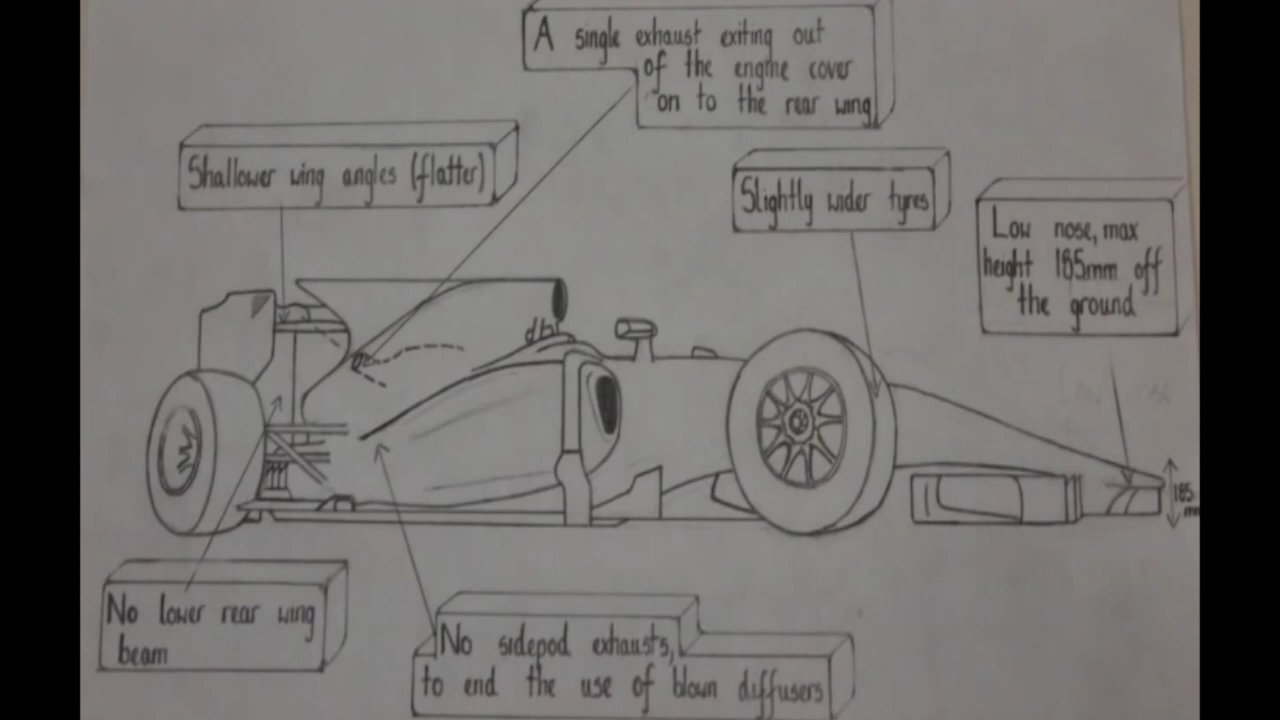 A single exhaust exiting out
of the engine cover
on to the rear wing
Shallower wing angles (flatter)
Slightly wider tyres
Low nose, max
height 185mm off
the ground
185
mm
No lower rear wing
beam
No sidepod exhausts,
to end the use of blown diffusers